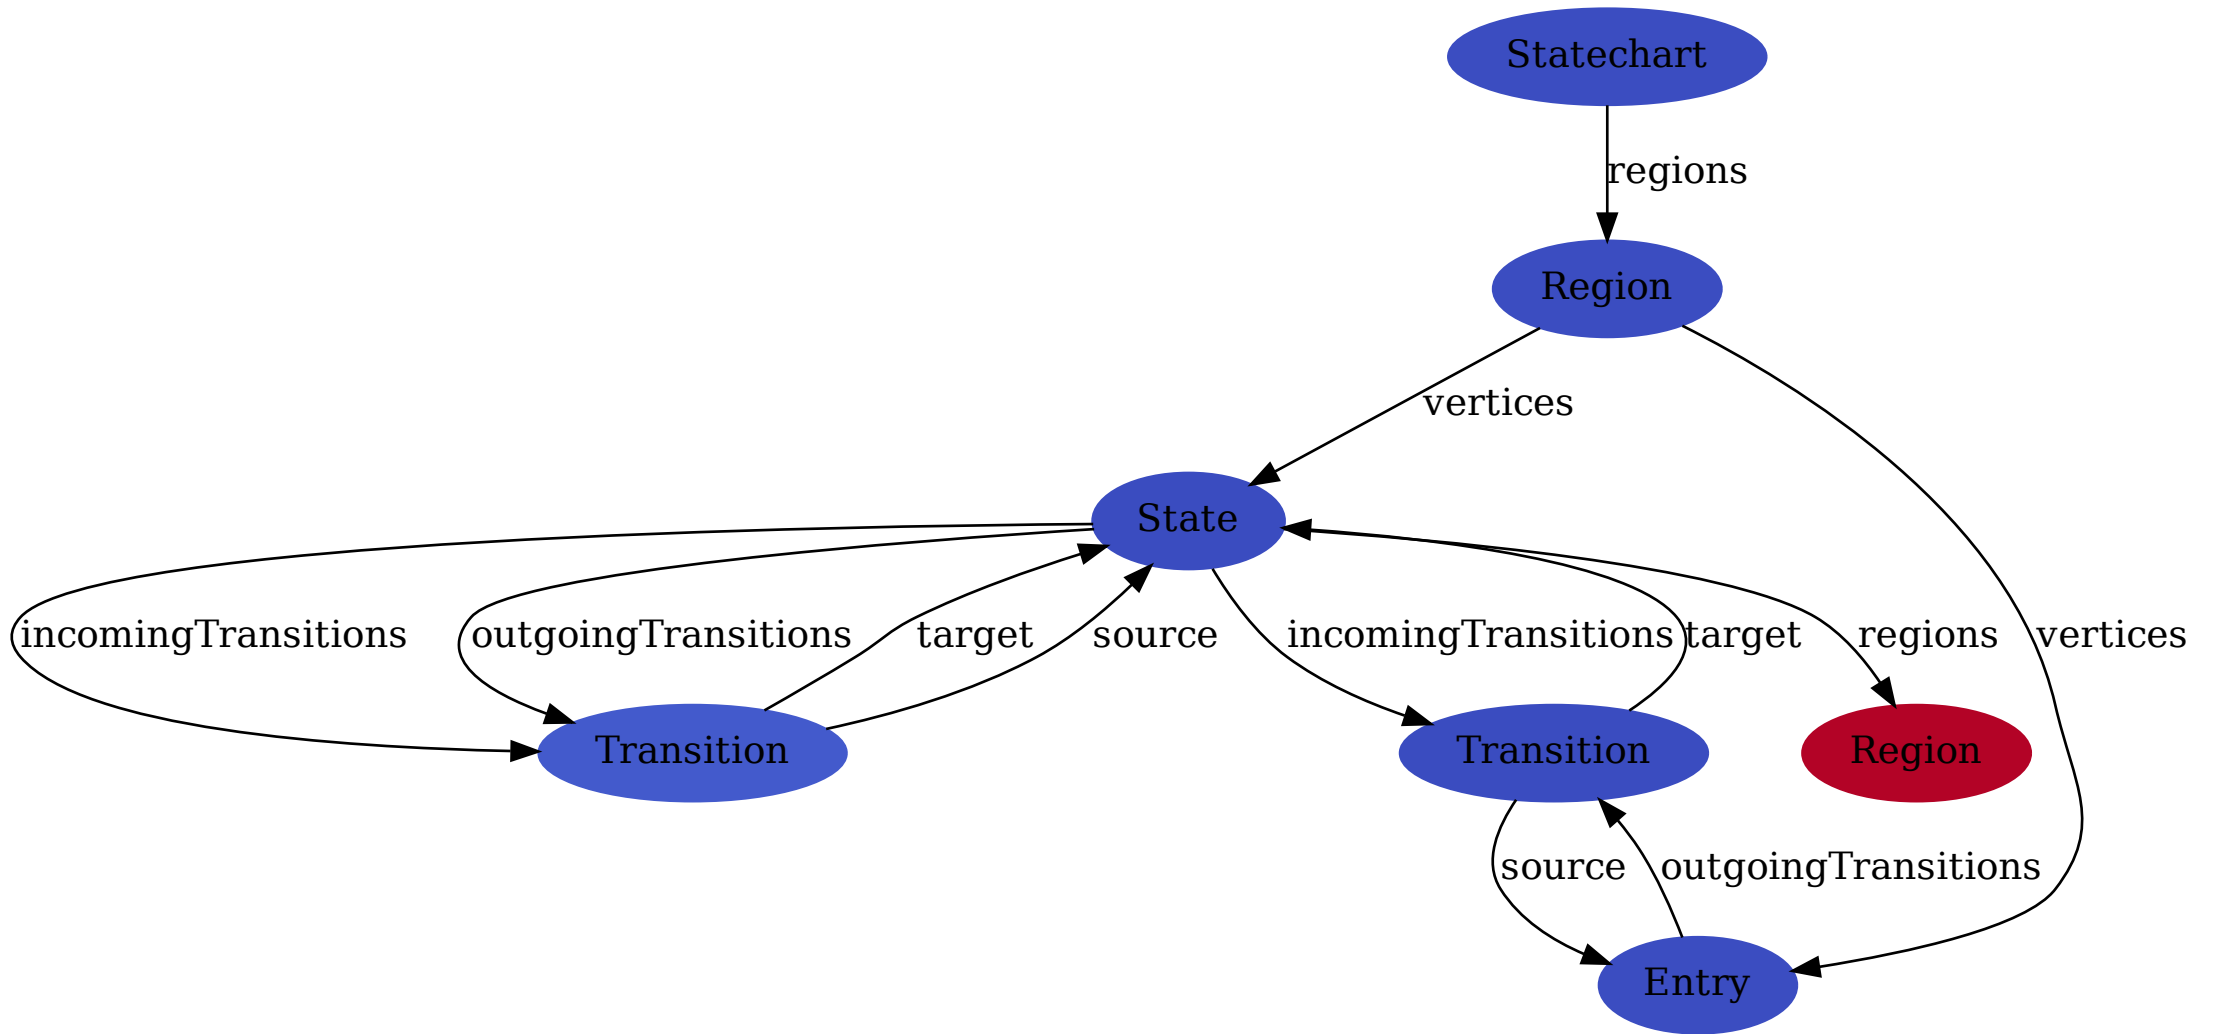 Statechart
regions
Region
vertices
State
incomingTransitions
outgoingTransitions
target
source
incomingTransitions
target
regions
vertices
Transition
Transition
Region
source
outgoingTransitions
Entry